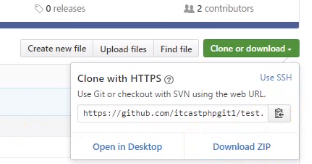 0 releases
2 contributors
Create new file
Upload files
Find file
Clone or download
Clone with HTTPS
Use SSH
Use Git or checkout with SVN using the web URL.
https://github.com/itcastphpgit1/test.
Open in Desktop
Download ZIP